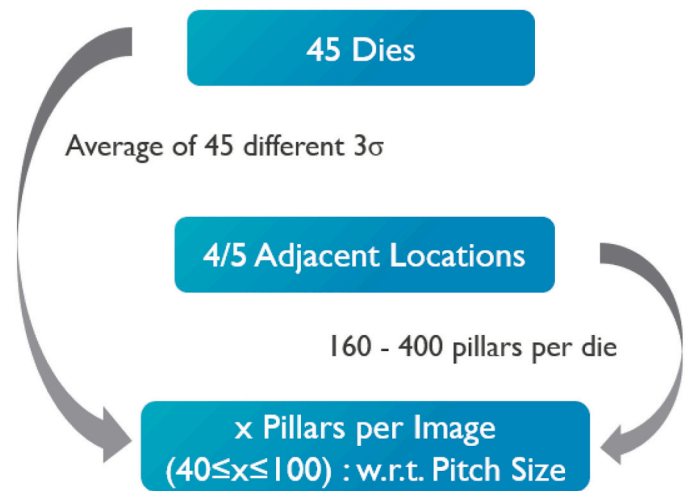 45 Dies
Average of 45 different 3σ
4/5 Adjacent Locations
160 - 400 pillars per die
x Pillars per Image
(40≤x≤100) : w.r.t. Pitch Size